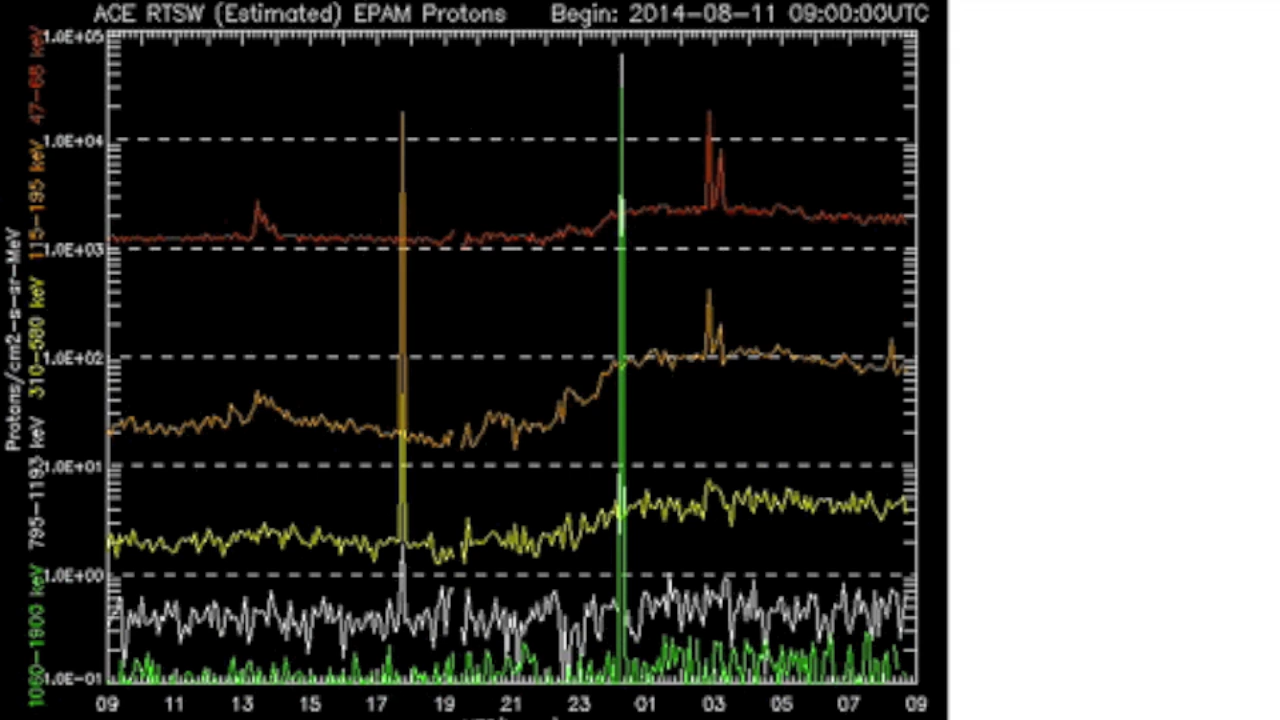 ACE RTSW (Estimated) EPAM Protons Begin: 2014-08-11 09:00:00UTC
1.0E+05
1.0E+04
1.0E+03
1.0E+02
1.0E+01
1.0E+00
1.0E-01
Protons/cm2-s-sr-MeV
47-68 keV
115-195 keV
310-580 keV
795-1193 keV
1060-1900 keV
09 11 13 15 17 19 21 23 01 03 05 07 09